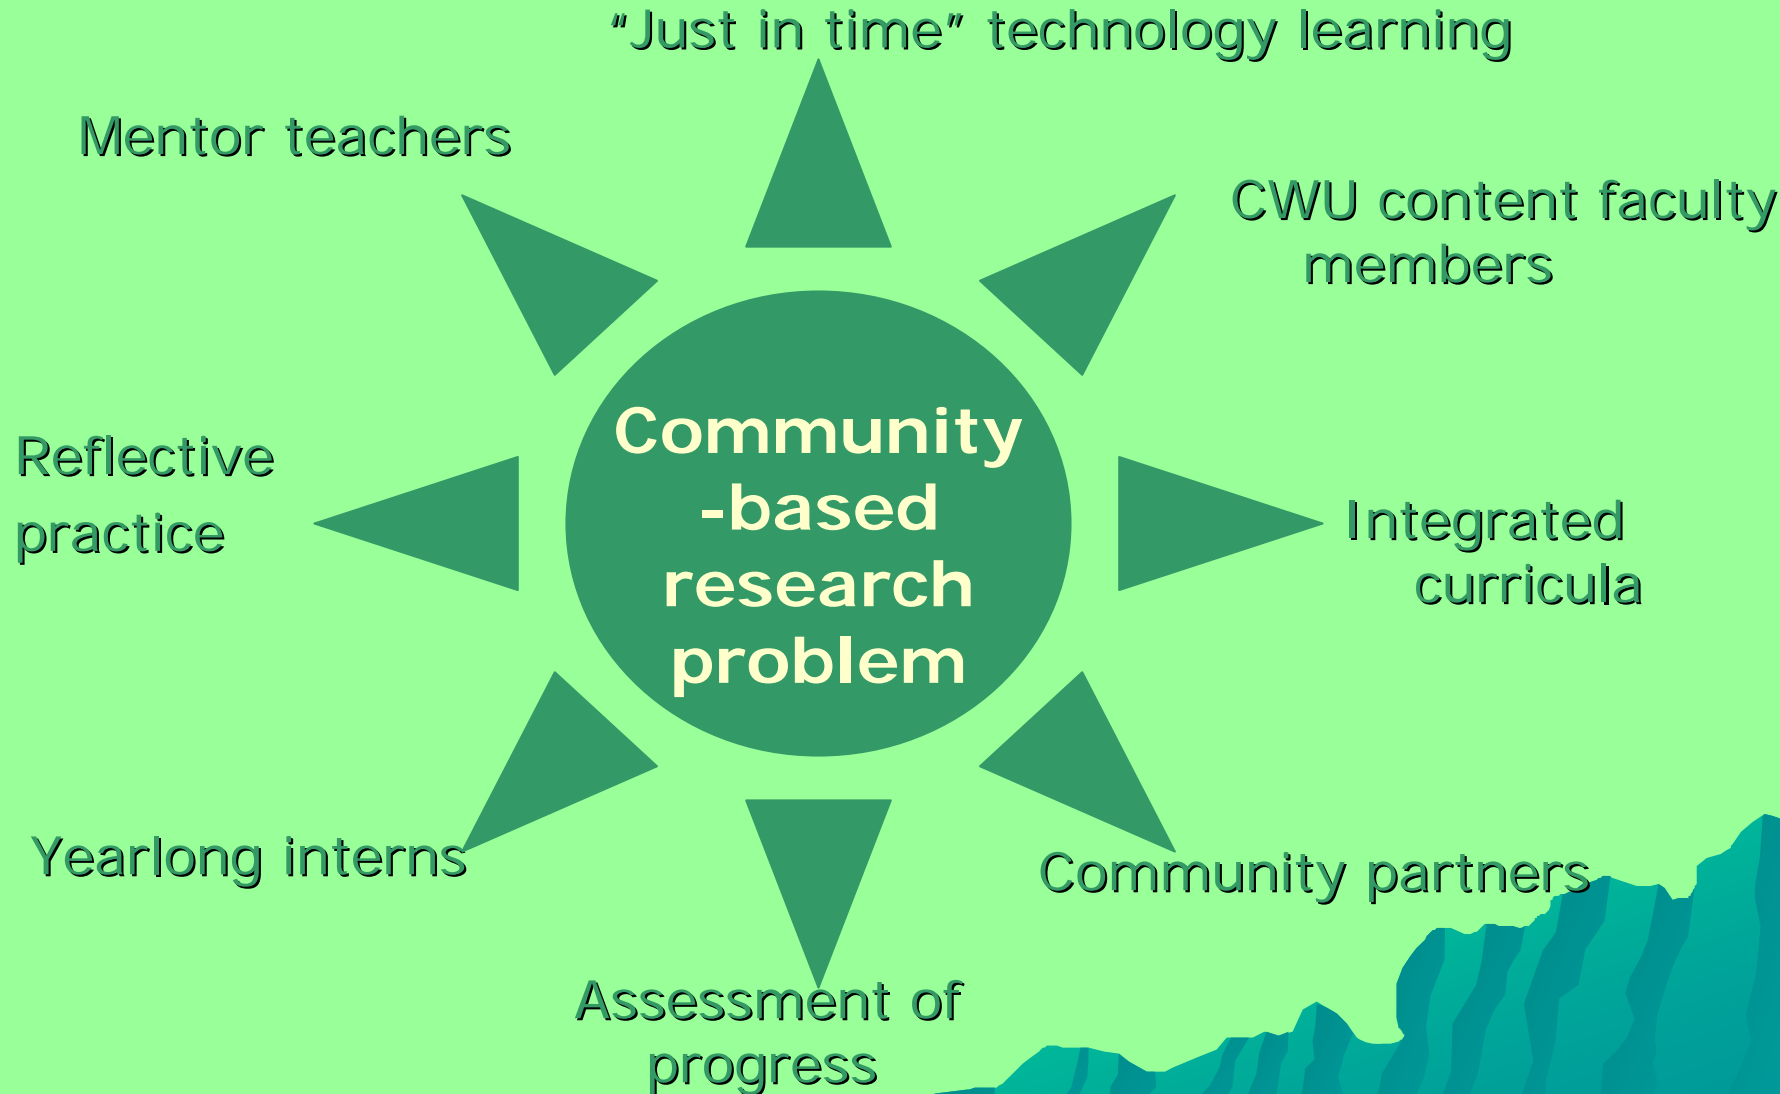 “Just in time” technology learning
Mentor teachers
CWU content faculty
members
Community
-based
research
problem
Reflective
practice
Integrated
curricula
Yearlong interns
Community partners
Assessment of
progress